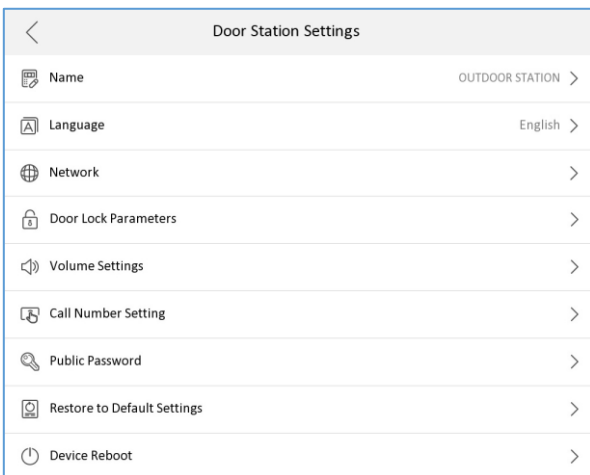 Door Station Settings
Name OUTDOOR STATION
Language English
Network
Door Lock Parameters
Volume Settings
Call Number Setting
Public Password
Restore to Default Settings
Device Reboot